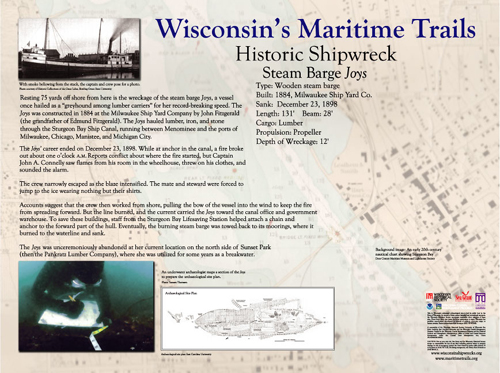 Wisconsin's Maritime Trails
Historic Shipwreck
Steam Barge Joys
Type: Wooden steam barge
Built: 1884, Milwaukee Ship Yard Co.
Sank: December 23, 1898
Length: 131' Beam: 28'
Cargo: Lumber
Propulsion: Propeller
Depth of Wreckage: 12'
With smoke billowing from the stack, the captain and crew pose for a photo.
Resting 75 yards off shore from here is the wreckage of the steam barge Joys, a vessel
once hailed as a "greyhound among lumber carriers" for her record-breaking speed. The
Joys was constructed in 1884 at the Milwaukee Ship Yard Company by John Fitzgerald
(the grandfather of Edmund Fitzgerald). The Joys hauled lumber, iron, and stone
through the Sturgeon Bay Ship Canal, running between Menominee and the ports of
Milwaukee, Chicago, Manistee, and Michigan City.
The Joys' career ended on December 23, 1898. While at anchor in the canal, a fire broke
out about one o'clock A.M. Reports conflict about where the fire started, but Captain
John A. Connelly saw flames from his room in the wheelhouse, threw on his clothes, and
sounded the alarm.
The crew narrowly escaped as the blaze intensified. The mate and steward were forced to
jump to the ice wearing nothing but their shirts.
Accounts suggest that the crew then worked from shore, pulling the bow of the vessel into the wind to keep the fire
from spreading forward. But the line burned, and the current carried the Joys toward the canal office and government
warehouse. To save these buildings, staff from the Sturgeon Bay Lifesaving Station helped attach a chain and
anchor to the forward part of the hull. Eventually, the burning steam barge was towed back to its moorings, where it
burned to the waterline and sank.
The Joys was unceremoniously abandoned at her current location on the north side of Sunset Park
(then the Pankratz Lumber Company), where she was utilized for some years as a breakwater.
Background image: An early 20th-century
nautical chart showing Sturgeon Bay
An underwater archaeologist maps a section of the Joys
to prepare the archaeological site plan.
Archaeological Site Plan
www.wisconsinshipwrecks.org
www.maritimetrails.org